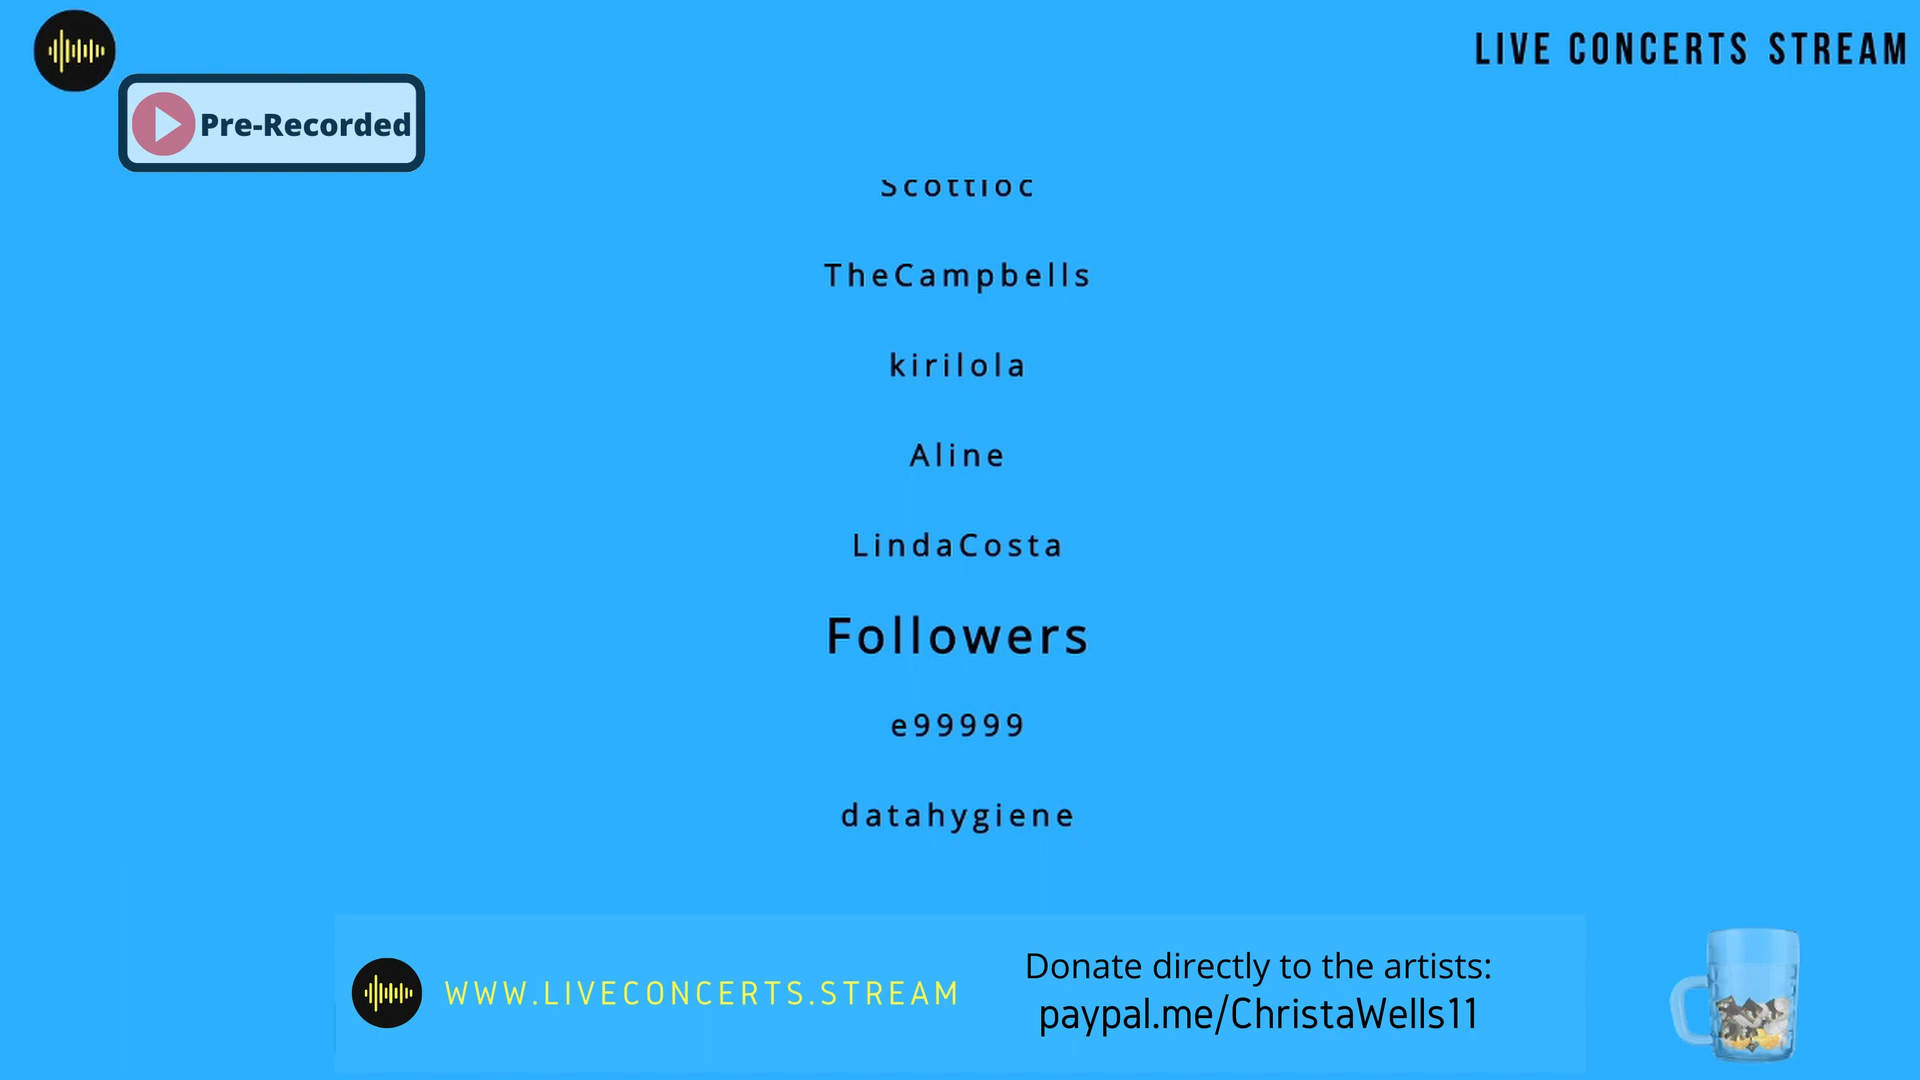 LIVE CONCERTS STREAM
Pre-Recorded
TheCampbells
kirilola
Aline
LindaCosta
Followers
e99999
datahygiene
WWW.LIVECONCERTS.STREAM
Donate directly to the artists:
paypal.me/ChristaWells11